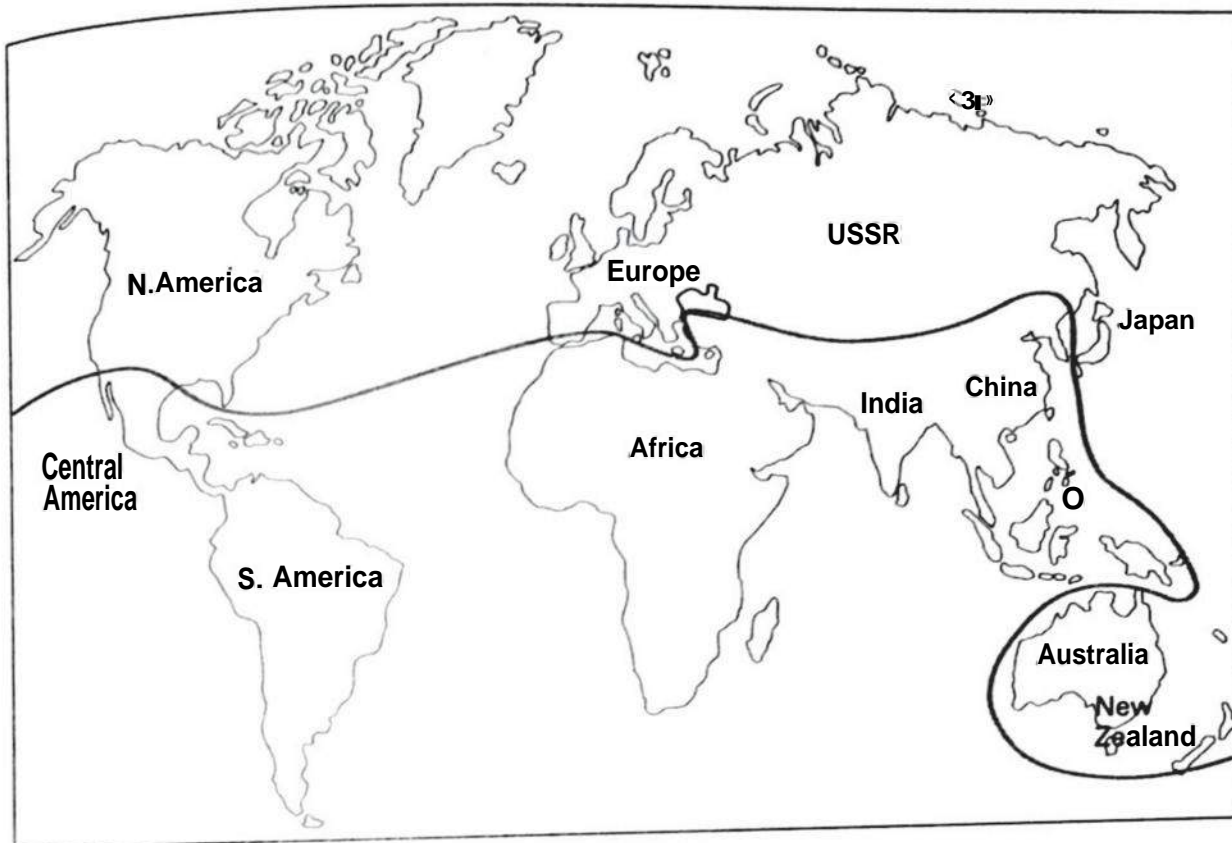 USSR
Europe
N.America
Japan
China
India
Africa
Central
America
O
S. America
Australia
New
Zealand